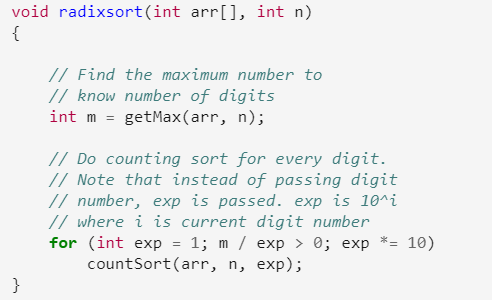 void radixsort(int arr[], int n)
{
// Find the maximum number to
// know number of digits
int m = getMax(arr, n);
// Do counting sort for every digit.
// Note that instead of passing digit
// number, exp is passed. exp is 10^i
// where i is current digit number
for (int exp = 1; m / exp > 0; exp *= 10)
countSort(arr, n, exp);
}